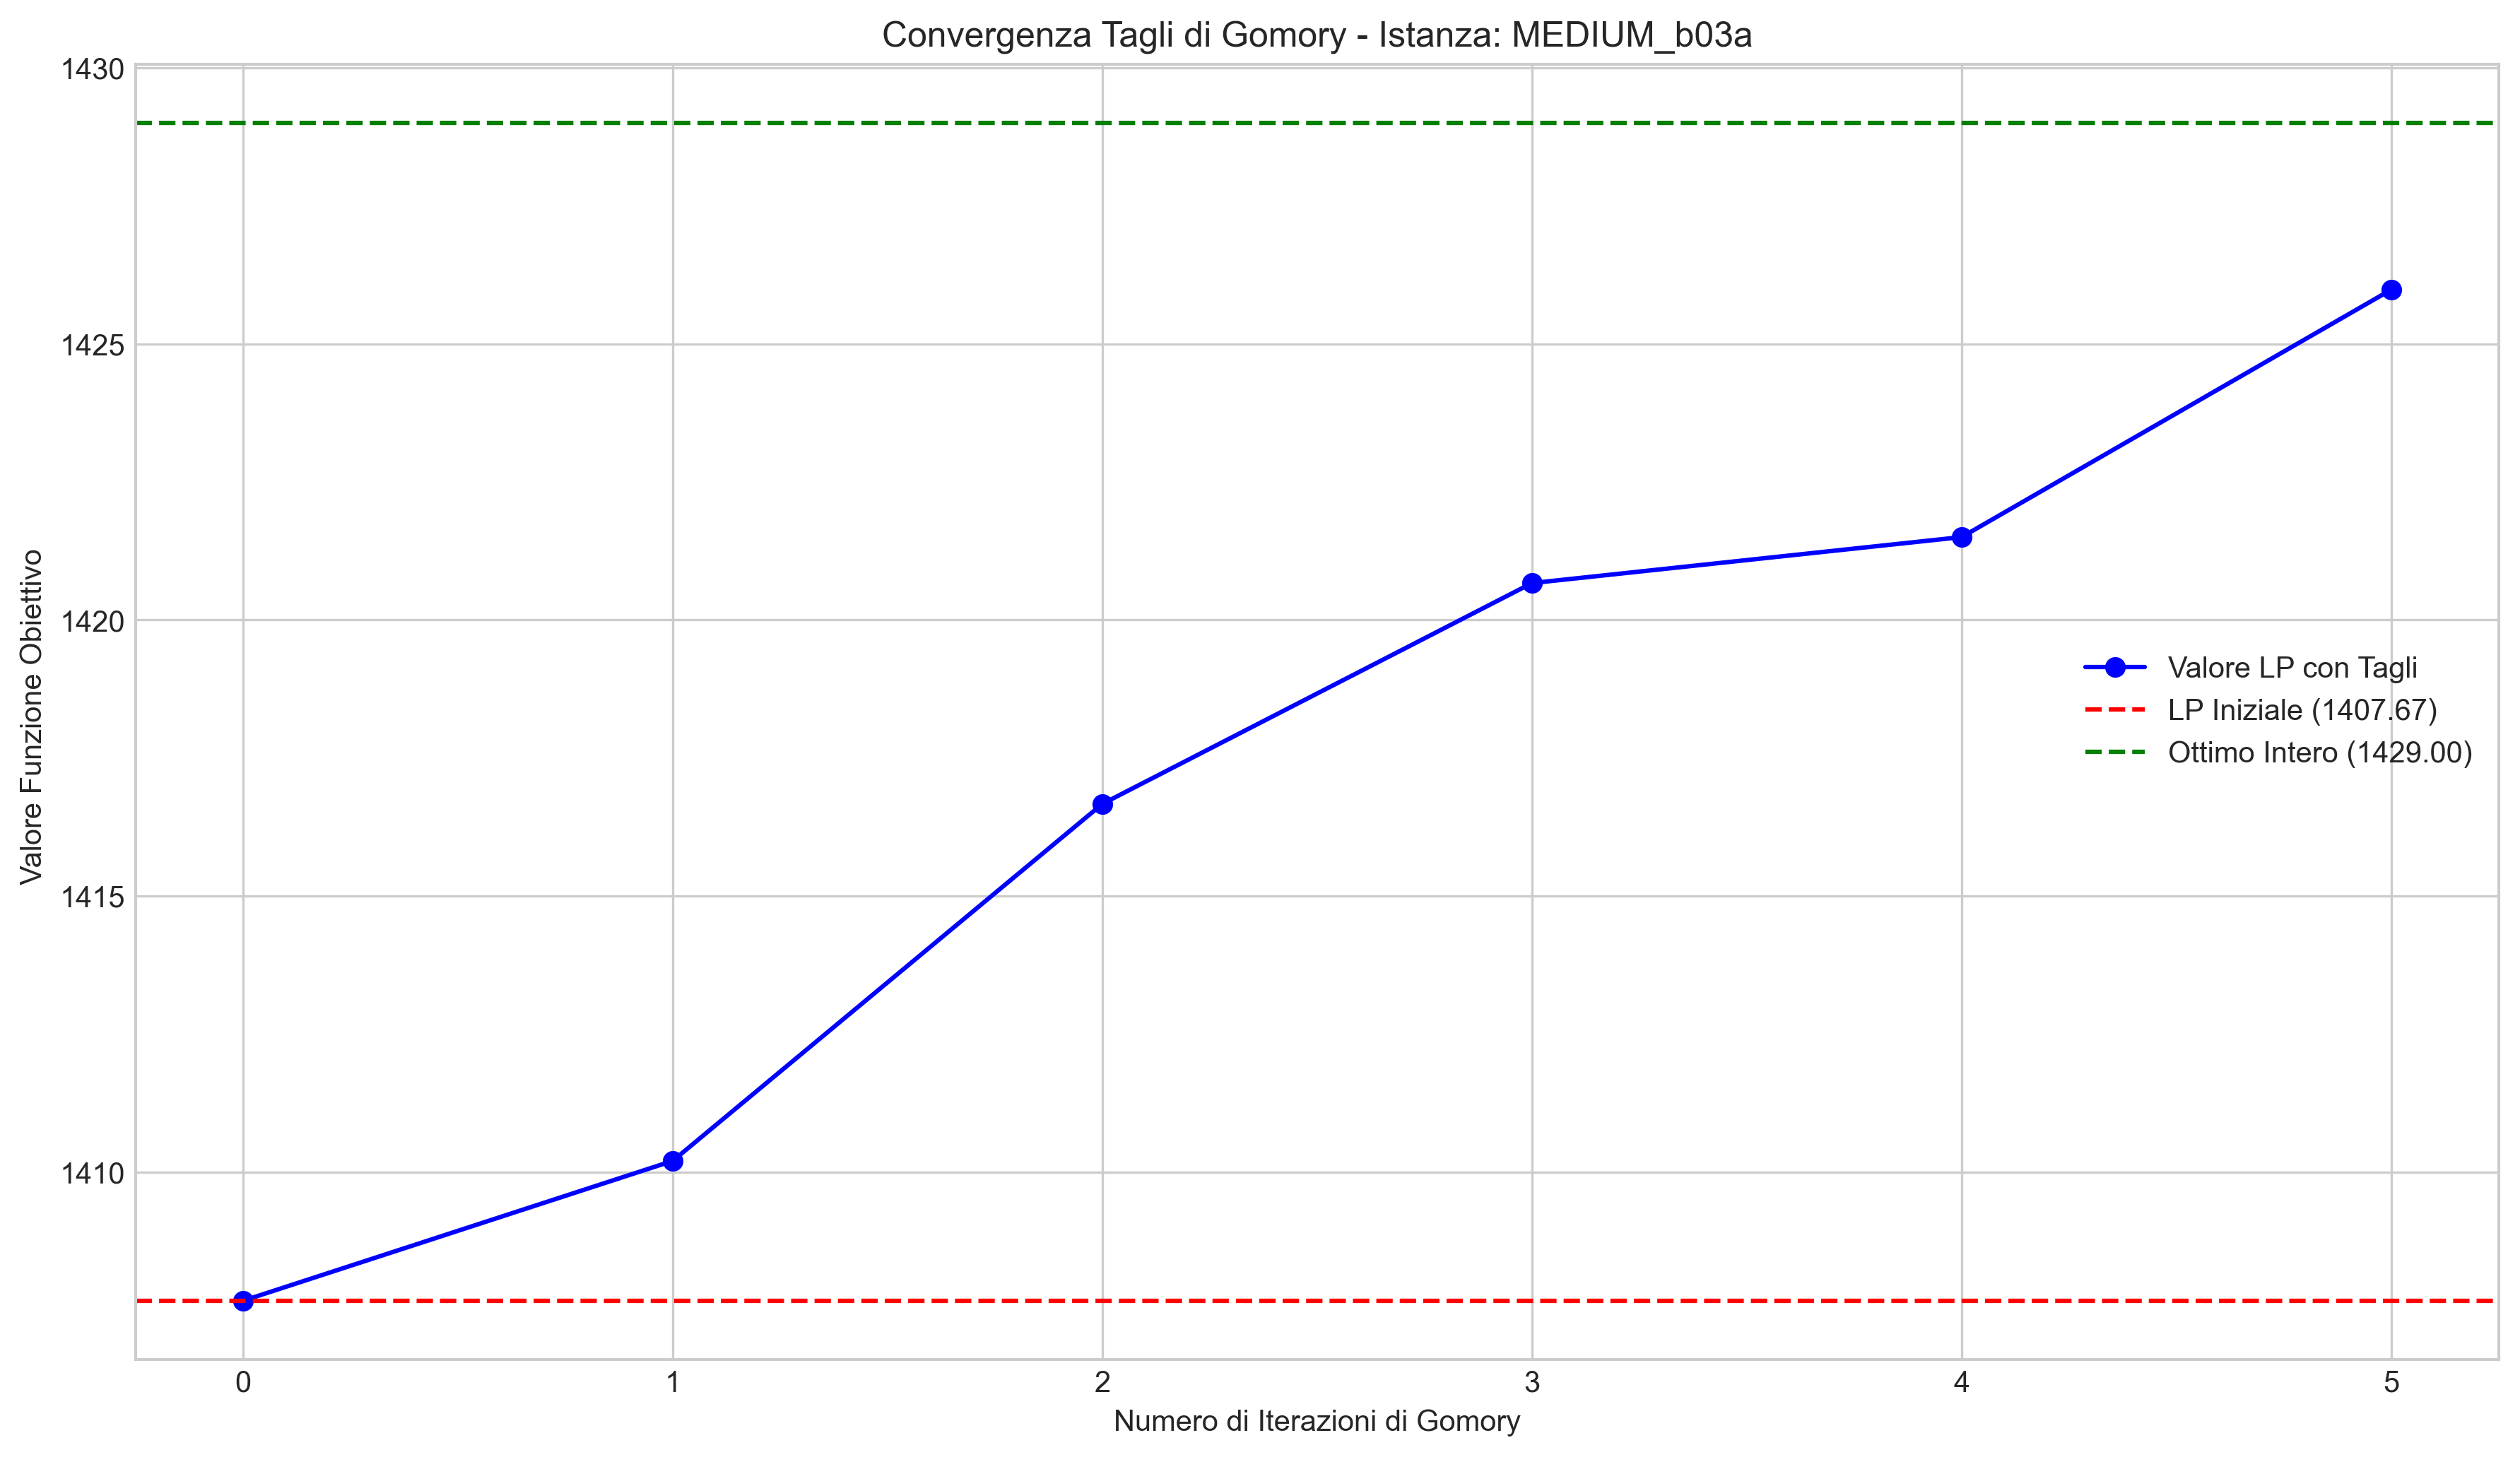 Convergenza Tagli di Gomory - Istanza: MEDIUM_b03a
1430
1425
1420
1415
1410
Valore Funzione Obiettivo
Valore LP con Tagli
LP Iniziale (1407.67)
Ottimo Intero (1429.00)
0 1 2 3 4 5
Numero di Iterazioni di Gomory